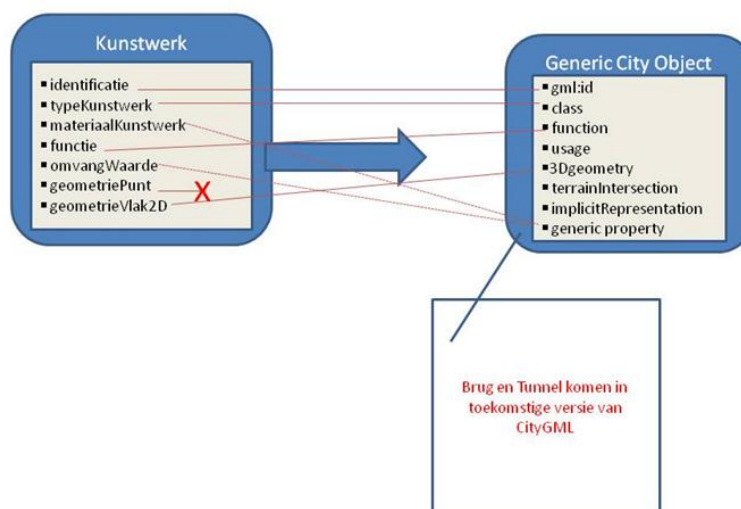 Kunstwerk
▪ identificatie
▪ typeKunstwerk
▪ materiaalKunstwerk
▪ functie
▪ omvangWaarde
▪ geometriePunt
▪ geometrieVlak2D
X
Generic City Object
▪ gml:id
▪ class
▪ function
▪ usage
▪ 3Dgeometry
▪ terrainIntersection
▪ implicitRepresentation
▪ generic property
Brug en Tunnel komen in
toekomstige versie van
CityGML